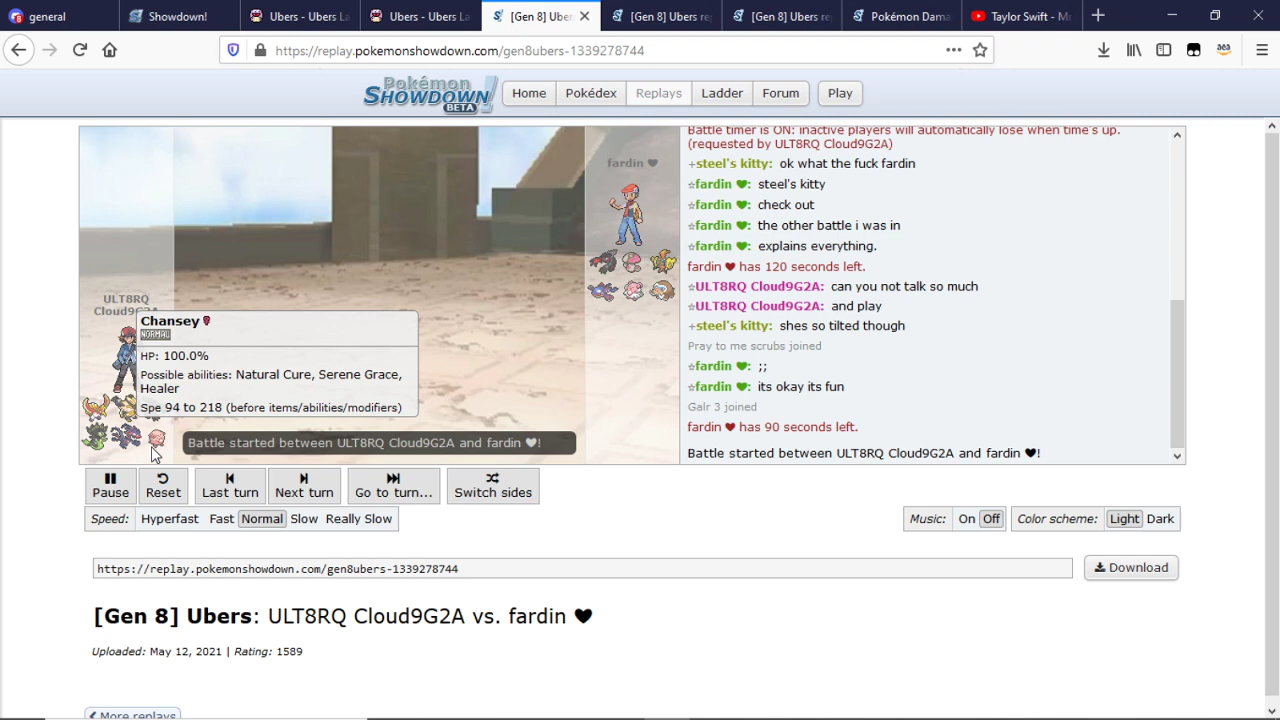 general
Showdown!
Ubers - Ubers La
Ubers - Ubers La
[Gen 8] Uber
[Gen 8] Ubers re
[Gen 8] Ubers re
Pokémon Dama
Taylor Swift - M
https://replay.pokemonshowdown.com/gen8ubers-1339278744
Pokémon
SHOWDOWN!
BETA
Home
Pokédex
Replays
Ladder
Forum
Play
fardin ♥
ULT8RQ
Cloud9G2A
Chansey
NORMAL
HP: 100.0%
Possible abilities: Natural Cure, Serene Grace,
Healer
Spe 94 to 218 (before items/abilities/modifiers)
Battle started between ULT8RQ Cloud9G2A and fardin ♥!
Battle timer is ON: inactive players will automatically lose when time's up.
(requested by ULT8RQ Cloud9G2A)
+steel's kitty: ok what the fuck fardin
☆fardin ♥: steel's kitty
☆fardin ♥: check out
☆fardin ♥: the other battle i was in
☆fardin ♥: explains everything.
fardin ♥ has 120 seconds left.
☆ULT8RQ Cloud9G2A: can you not talk so much
☆ULT8RQ Cloud9G2A: and play
+steel's kitty: shes so tilted though
Pray to me scrubs joined
☆fardin ♥: ;;
☆fardin ♥: its okay its fun
Galr 3 joined
fardin ♥ has 90 seconds left.
Battle started between ULT8RQ Cloud9G2A and fardin ♥!
Pause
Reset
Last turn
Next turn
Go to turn...
Switch sides
Speed: Hyperfast Fast Normal Slow Really Slow
Music: On Off
Color scheme: Light Dark
https://replay.pokemonshowdown.com/gen8ubers-1339278744
Download
[Gen 8] Ubers: ULT8RQ Cloud9G2A vs. fardin ♥
Uploaded: May 12, 2021 | Rating: 1589
More replays